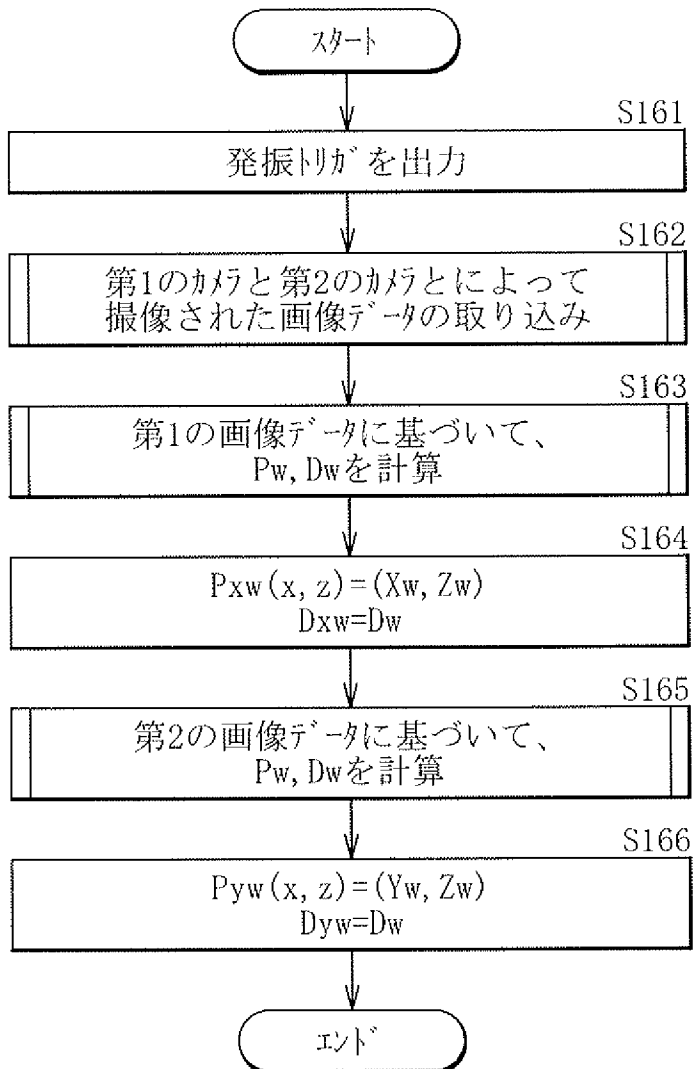 スタート
S161
発振トリガを出力
S162
第1のカメラと第2のカメラとによって
撮像された画像データの取り込み
S163
第1の画像データに基づいて、
Pw,Dwを計算
S164
Pxw(x,z)=(Xw,Zw)
Dxw=Dw
S165
第2の画像データに基づいて、
Pw,Dwを計算
S166
Pyw(x,z)=(Yw,Zw)
Dyw=Dw
エンド